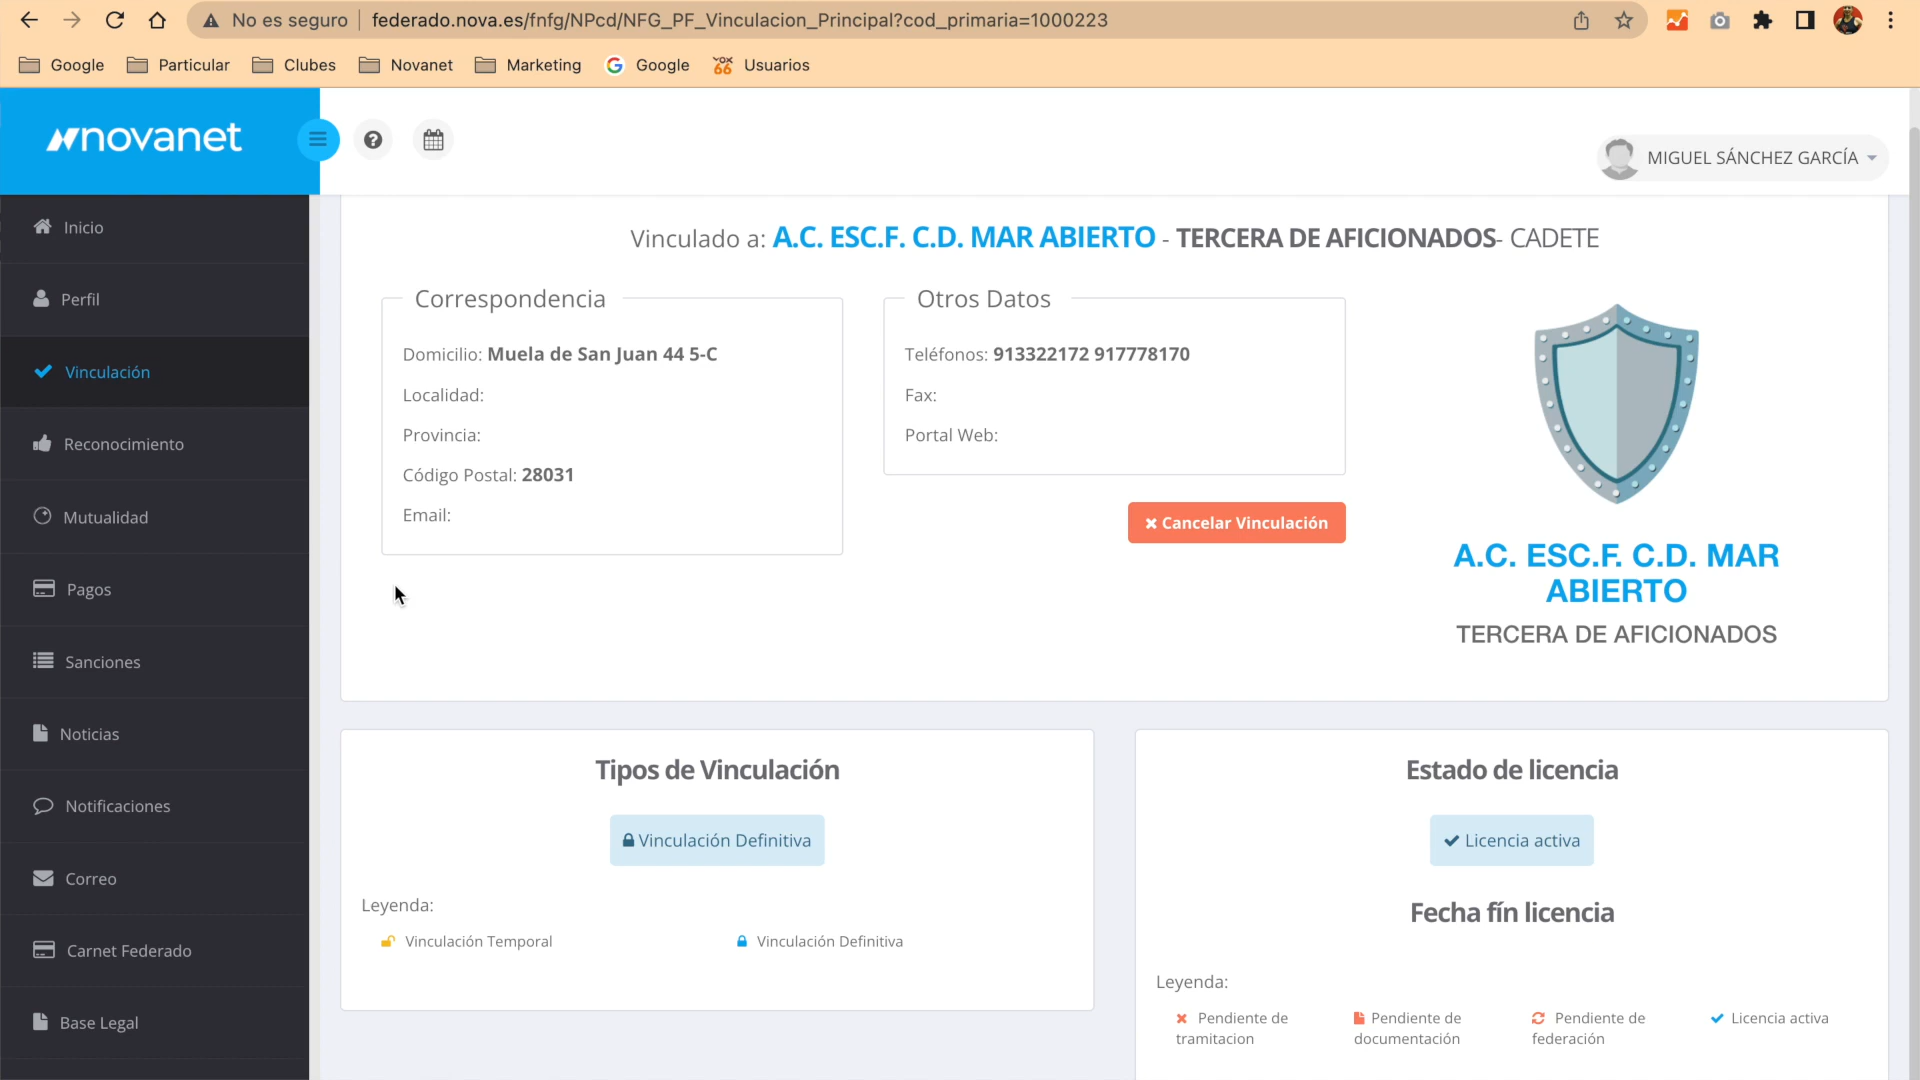 No es seguro
federado.nova.es/fnfg/NPcd/NFG_PF_Vinculacion_Principal?cod_primaria=1000223
Google
Particular
Clubes
Novanet
Marketing
Google
Usuarios
novanet
MIGUEL SÁNCHEZ GARCÍA
Inicio
Perfil
Vinculación
Reconocimiento
Mutualidad
Pagos
Sanciones
Noticias
Notificaciones
Correo
Carnet Federado
Base Legal
Vinculado a: A.C. ESC.F. C.D. MAR ABIERTO - TERCERA DE AFICIONADOS- CADETE
Correspondencia
Domicilio: Muela de San Juan 44 5-C
Localidad:
Provincia:
Código Postal: 28031
Email:
Otros Datos
Teléfonos: 913322172 917778170
Fax:
Portal Web:
Cancelar Vinculación
A.C. ESC.F. C.D. MAR
ABIERTO
TERCERA DE AFICIONADOS
Tipos de Vinculación
Vinculación Definitiva
Leyenda:
Vinculación Temporal
Vinculación Definitiva
Estado de licencia
Licencia activa
Fecha fín licencia
Leyenda:
Pendiente de
tramitacion
Pendiente de
documentación
Pendiente de
federación
Licencia activa